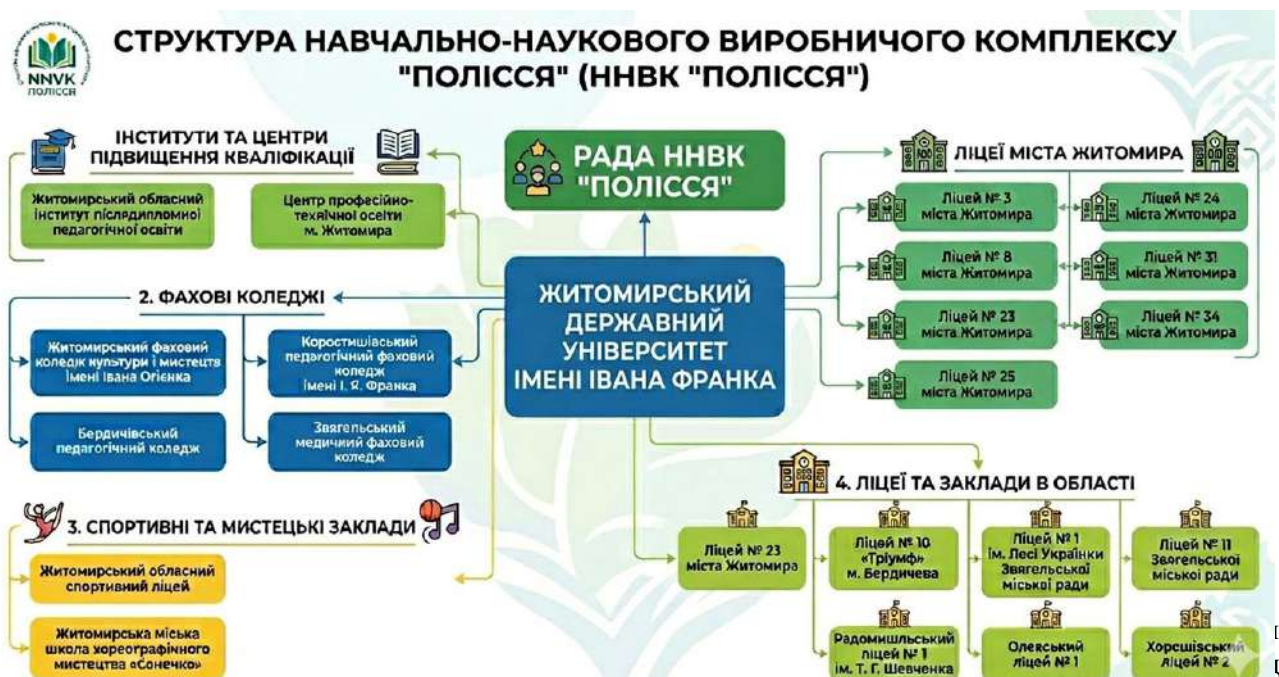 NNVK
ПОЛІССЯ
СТРУКТУРА НАВЧАЛЬНО-НАУКОВОГО ВИРОБНИЧОГО КОМПЛЕКСУ
"ПОЛІССЯ" (ННВК "ПОЛІССЯ")
ІНСТИТУТИ ТА ЦЕНТРИ
ПІДВИЩЕННЯ КВАЛІФІКАЦІЇ
Житомирський обласний
інститут післядипломної
педагогічної освіти
Центр професійно-
технічної освіти
м. Житомира
РАДА ННВК
"ПОЛІССЯ"
ЖИТОМИРСЬКИЙ
ДЕРЖАВНИЙ
УНІВЕРСИТЕТ
ІМЕНІ ІВАНА ФРАНКА
ЛІЦЕЇ МІСТА ЖИТОМИРА
Ліцей № 3
міста Житомира
Ліцей № 24
міста Житомира
Ліцей № 8
міста Житомира
Ліцей № 31
міста Житомира
Ліцей № 23
міста Житомира
Ліцей № 34
міста Житомира
Ліцей № 25
міста Житомира
2. ФАХОВІ КОЛЕДЖІ
Житомирський фаховий
коледж культури і мистецтв
імені Івана Огієнка
Коростишівський
педагогічний фаховий
коледж
імені І. Я. Франка
Бердичівський
педагогічний коледж
Звягельський
медичний фаховий
коледж
3. СПОРТИВНІ ТА МИСТЕЦЬКІ ЗАКЛАДИ
Житомирський обласний
спортивний ліцей
Житомирська міська
школа хореографічного
мистецтва «Сонечко»
4. ЛІЦЕЇ ТА ЗАКЛАДИ В ОБЛАСТІ
Ліцей № 23
міста Житомира
Ліцей № 10
«Тріумф»
м. Бердичева
Ліцей № 1
ім. Лесі Українки
Звягельської
міської ради
Ліцей № 11
Звягельської
міської ради
Радомишльський
ліцей № 1
ім. Т. Г. Шевченка
ліцей № 1
ліцей № 2